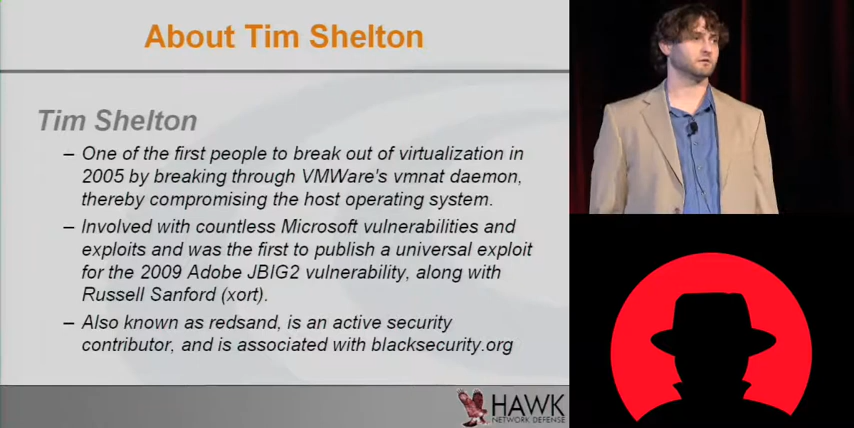 About Tim Shelton
Tim Shelton
– One of the first people to break out of virtualization in
2005 by breaking through VMWare's vmnat daemon,
thereby compromising the host operating system.
– Involved with countless Microsoft vulnerabilities and
exploits and was the first to publish a universal exploit
for the 2009 Adobe JBIG2 vulnerability, along with
Russell Sanford (xort).
– Also known as redsand, is an active security
contributor, and is associated with blacksecurity.org
HAWK
NETWORK DEFENSE